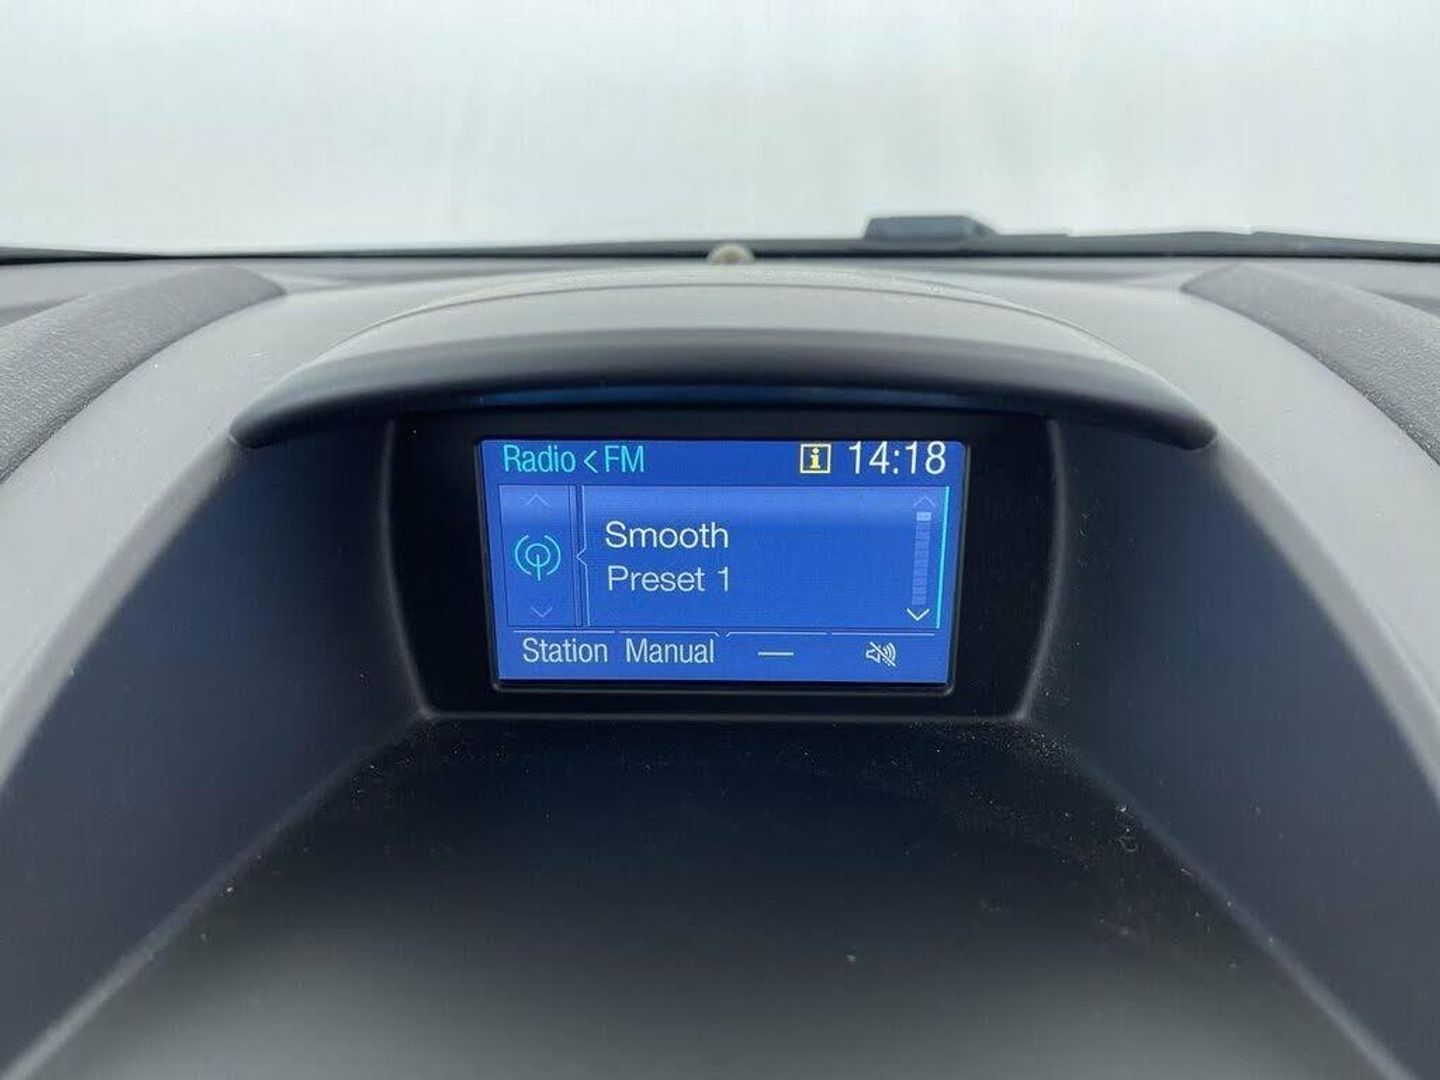 Radio < FM i 14:18
Smooth
Preset 1
Station Manual —